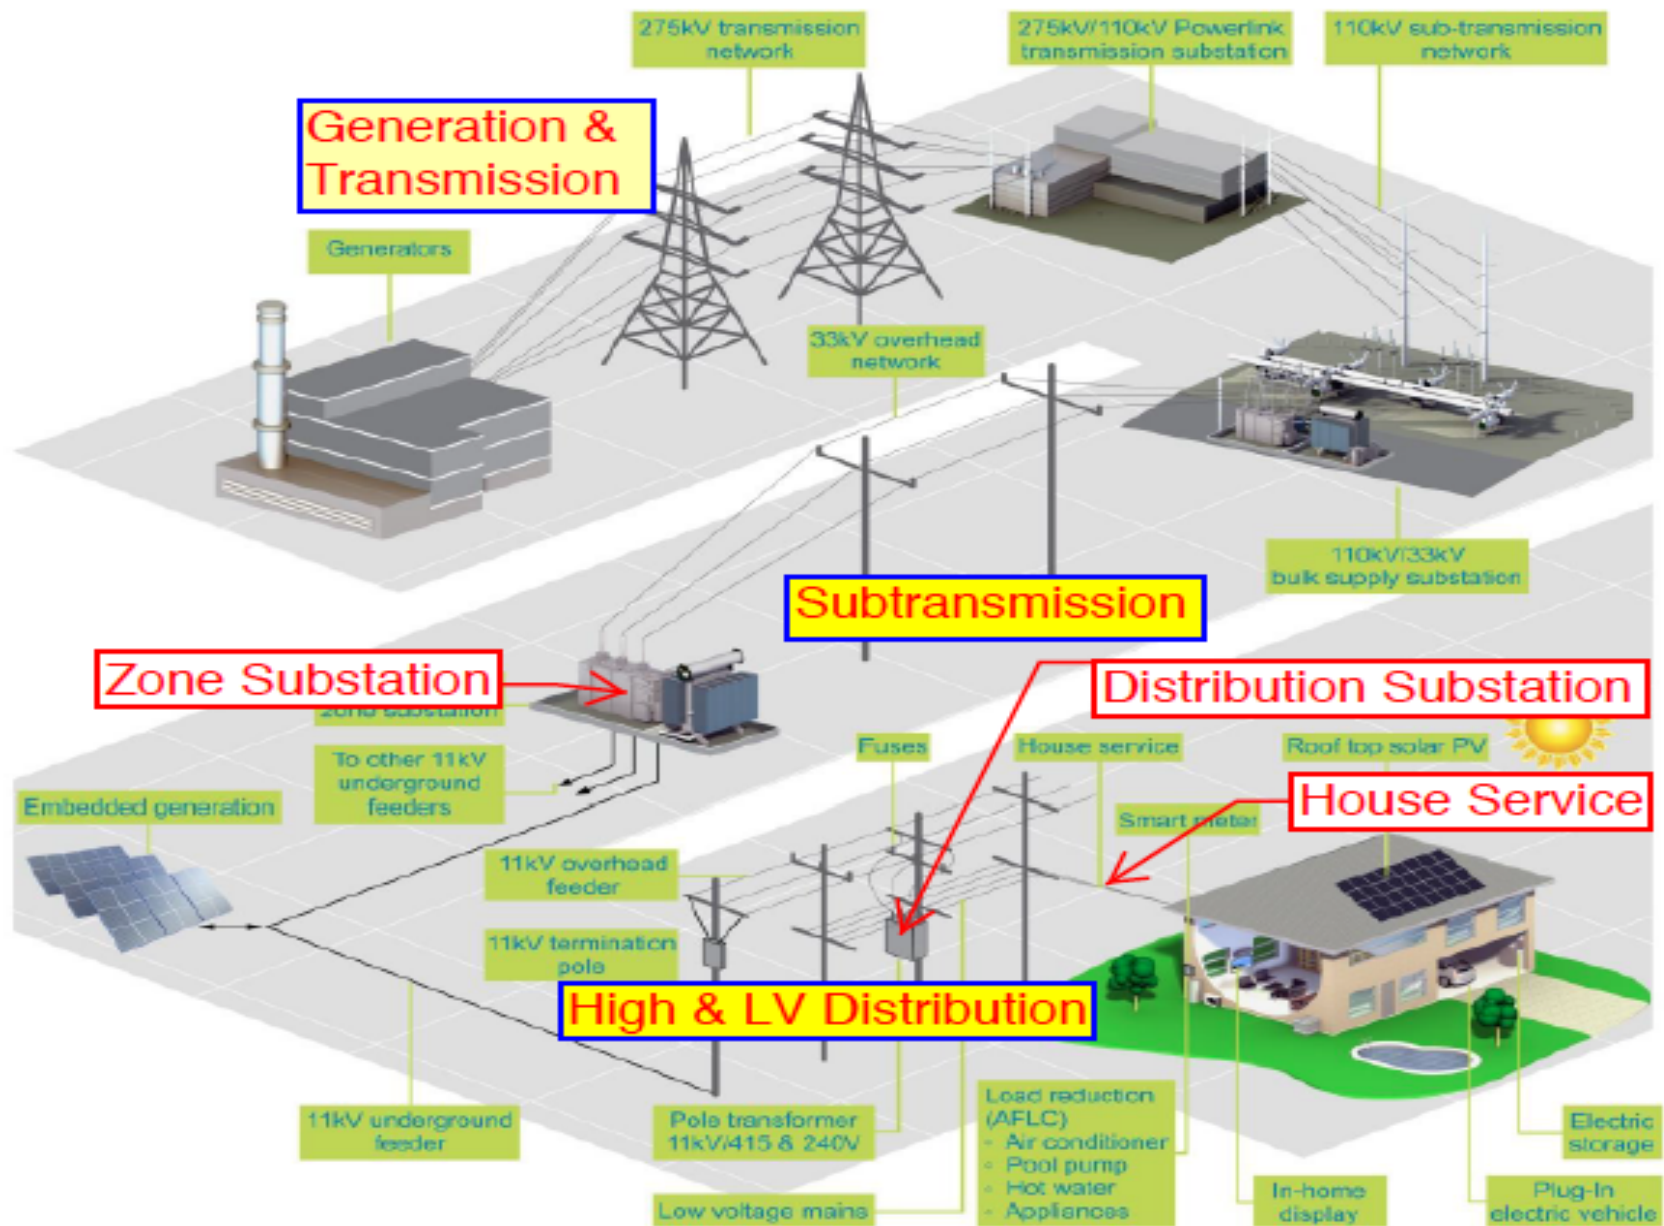 275kV transmission
network
275kV/110kV Powerlink
transmission substation
110kV sub-transmission
network
Generation &
Transmission
Generators
33kV overhead
network
110kV/33kV
bulk supply substation
Subtransmission
Zone Substation
zone substation
Distribution Substation
To other 11kV
underground
feeders
Fuses
House service
Roof top solar PV
House Service
Embedded generation
Smart meter
11kV overhead
feeder
11kV termination
pole
High & LV Distribution
11kV underground
feeder
Pole transformer
11kV/415 & 240V
Low voltage mains
Load reduction
(AFLC)
- Air conditioner
- Pool pump
- Hot water
- Appliances
In-home
display
Plug-In
electric vehicle
Electric
storage